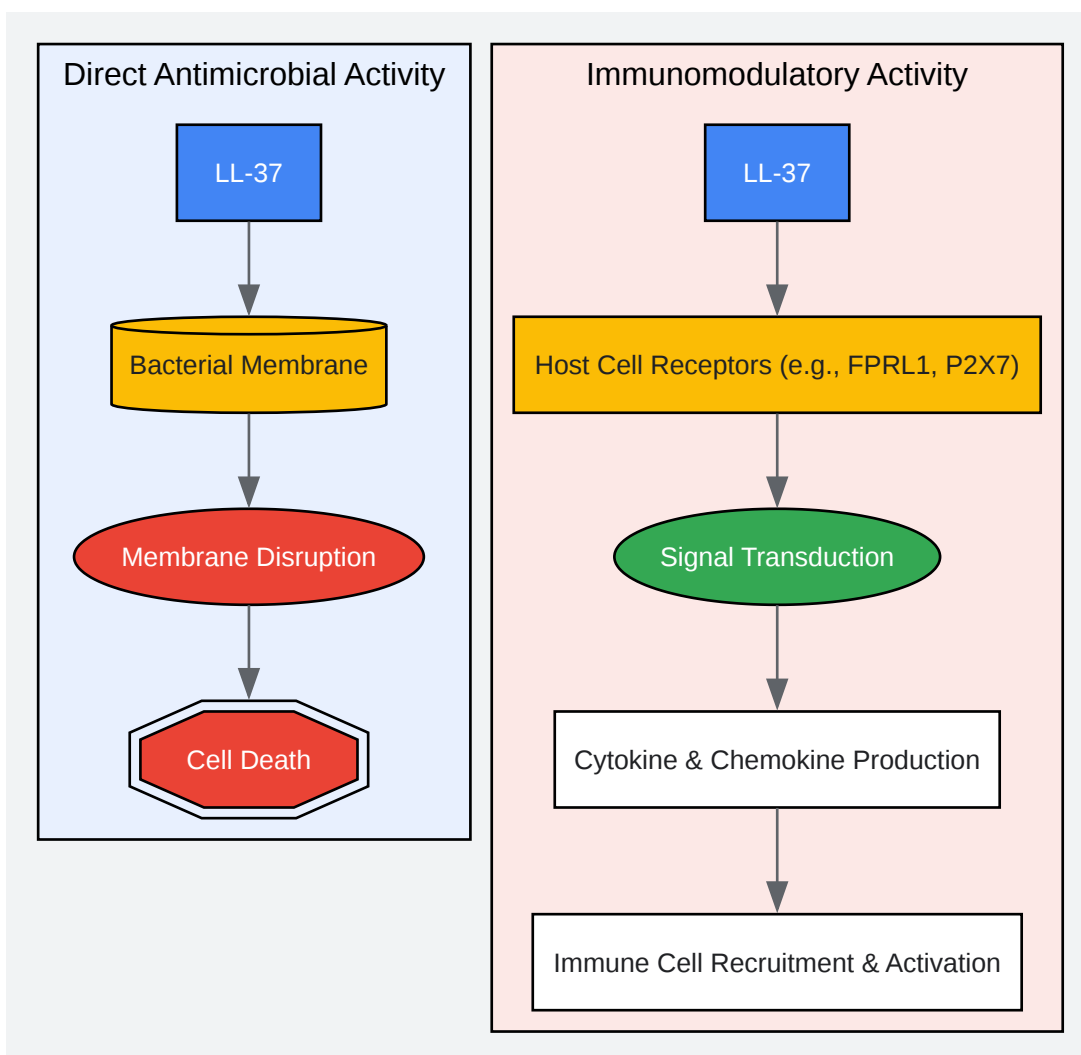 Direct Antimicrobial Activity
LL-37
Bacterial Membrane
Membrane Disruption
Cell Death
Immunomodulatory Activity
LL-37
Host Cell Receptors (e.g., FPRL1, P2X7)
Signal Transduction
Cytokine & Chemokine Production
Immune Cell Recruitment & Activation